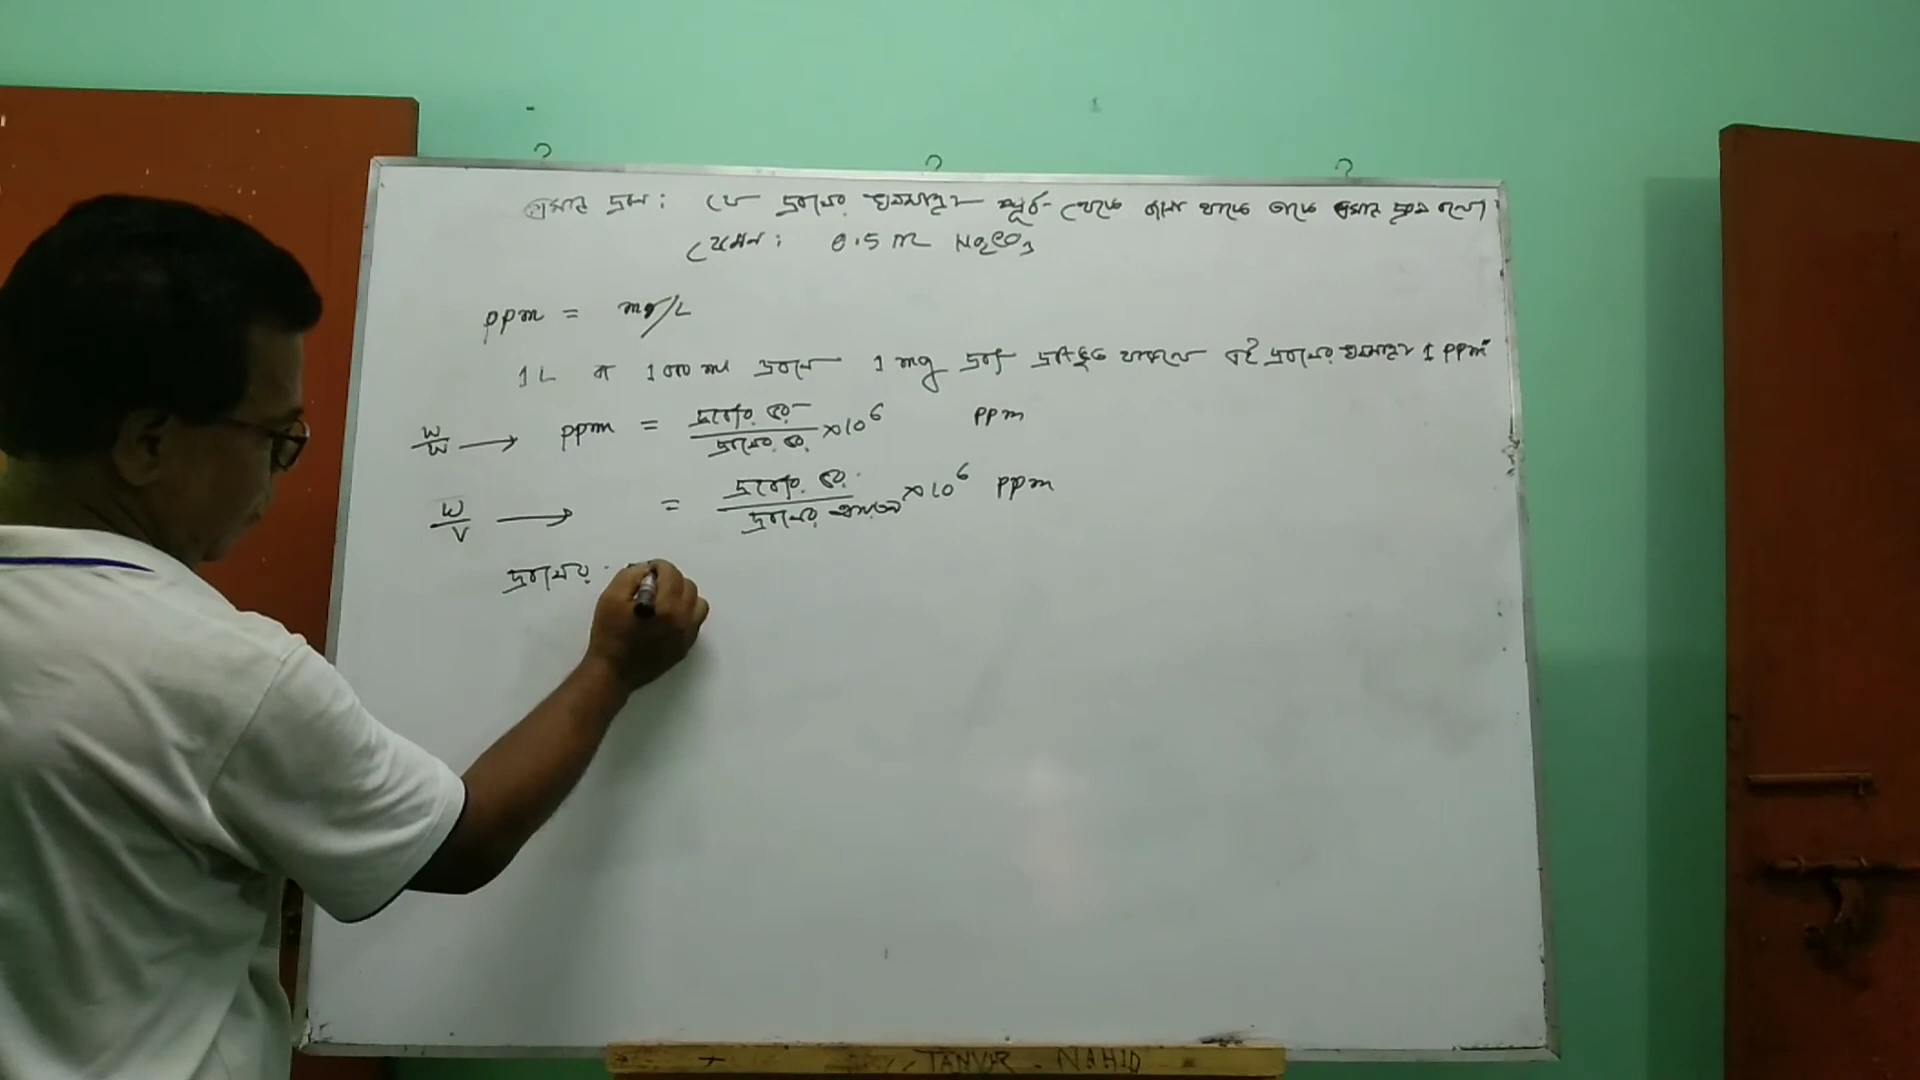 প্রমাণ দ্রবণ : যে দ্রবণের ঘনমাত্রা পূর্ব থেকে জানা থাকে তাকে প্রমাণ দ্রবণ বলে।
যেমন : 0.5 M Na2CO3
ppm = mg/L
1 L বা 1000 ml দ্রবণে 1 mg দ্রব দ্রবীভূত থাকলে ঐ দ্রবণের ঘনমাত্রা 1 ppm
W/W → ppm = দ্রবের ভর / দ্রবণের ভর × 10^6 ppm
W/V → = দ্রবের ভর / দ্রবণের আয়তন × 10^6 ppm
দ্রবণের
TANVIR. NAHID